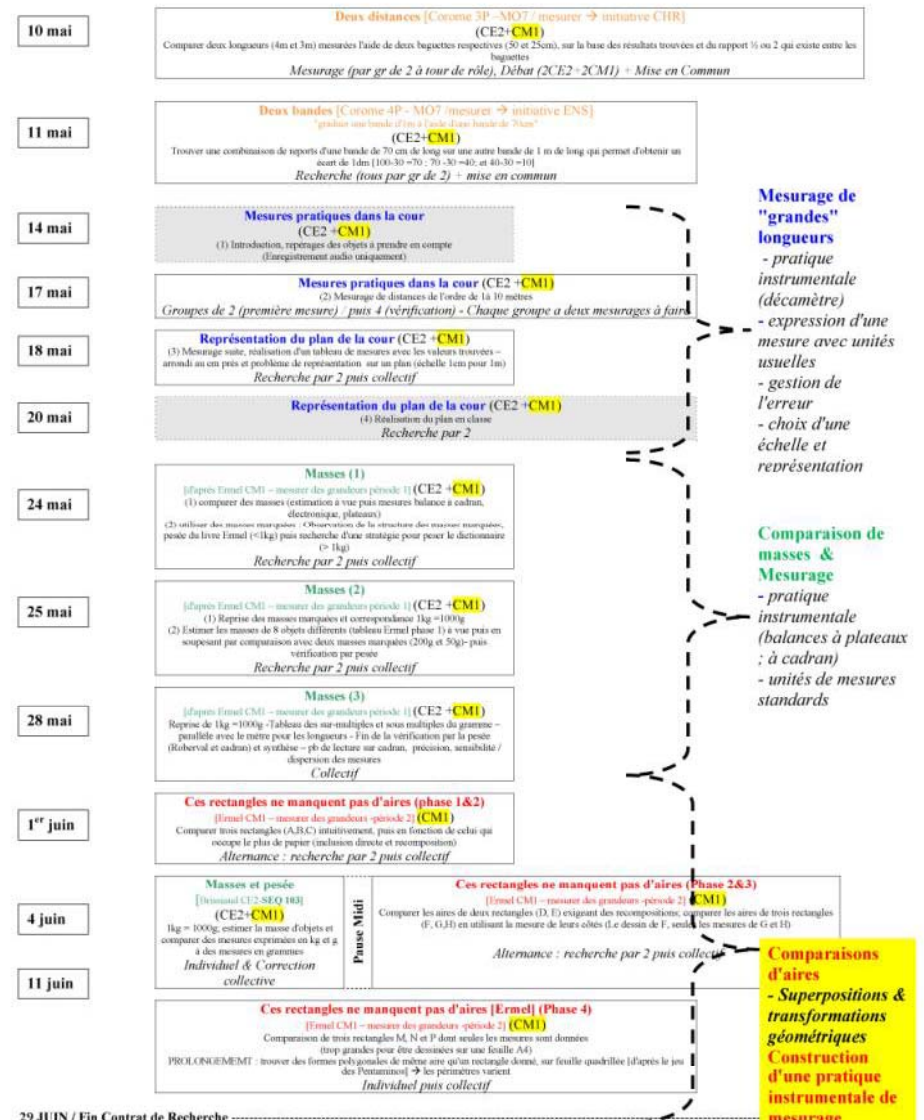 10 mai
Deux distances [Corome 3P –MO7 / mesurer → initiative CHR]
(CE2+CM1)
Comparer deux longueurs (4m et 3m) mesurées l'aide de deux baguettes respectives (50 et 25cm), sur la base des résultats trouvées et du rapport ½ ou 2 qui existe entre les
baguettes
Mesurage (par gr de 2 à tour de rôle), Débat (2CE2+2CM1) + Mise en Commun
11 mai
Deux bandes [Corome 4P - MO7 /mesurer → initiative ENS]
"graduer une bande d'1m à l'aide d'une bande de 70cm"
(CE2+CM1)
Trouver une combinaison de reports d'une bande de 70 cm de long sur une autre bande de 1 m de long qui permet d'obtenir un
écart de 1dm [100-30 =70 ; 70 -30 =40; et 40-30 =10]
Recherche (tous par gr de 2) + mise en commun
14 mai
Mesures pratiques dans la cour
(CE2 +CM1)
(1) Introduction, repérages des objets à prendre en compte
(Enregistrement audio uniquement)
17 mai
Mesures pratiques dans la cour (CE2 +CM1)
(2) Mesurage de distances de l'ordre de 1à 10 mètres
Groupes de 2 (première mesure) / puis 4 (vérification) - Chaque groupe a deux mesurages à faire
18 mai
Représentation du plan de la cour (CE2 +CM1)
(3) Mesurage suite, réalisation d'un tableau de mesures avec les valeurs trouvées –
arrondi au cm près et problème de représentation sur un plan (échelle 1cm pour 1m)
Recherche par 2 puis collectif
20 mai
Représentation du plan de la cour (CE2 +CM1)
(4) Réalisation du plan en classe
Recherche par 2
Mesurage de
"grandes"
longueurs
- pratique
instrumentale
(décamètre)
- expression d'une
mesure avec unités
usuelles
- gestion de
l'erreur
- choix d'une
échelle et
représentation
24 mai
Masses (1)
[d'après Ermel CM1 – mesurer des grandeurs période 1] (CE2 +CM1)
(1) comparer des masses (estimation à vue puis mesures balance à cadran,
électronique, plateaux)
(2) utiliser des masses marquées : Observation de la structure des masses marquées,
pesée du livre Ermel (<1kg) puis recherche d'une stratégie pour peser le dictionnaire
(> 1kg)
Recherche par 2 puis collectif
25 mai
Masses (2)
[d'après Ermel CM1 – mesurer des grandeurs période 1] (CE2 +CM1)
(1) Reprise des masses marquées et correspondance 1kg =1000g
(2) Estimer les masses de 8 objets différents (tableau Ermel phase 1) à vue puis en
soupesant par comparaison avec deux masses marquées (200g et 50g)- puis
vérification par pesée
Recherche par 2 puis collectif
28 mai
Masses (3)
[d'après Ermel CM1 – mesurer des grandeurs période 1] (CE2 +CM1)
Reprise de 1kg =1000g -Tableau des sur-multiples et sous multiples du gramme –
parallèle avec le mètre pour les longueurs - Fin de la vérification par la pesée
(Roberval et cadran) et synthèse – pb de lecture sur cadran, précision, sensibilité /
dispersion des mesures
Collectif
Comparaison de
masses &
Mesurage
- pratique
instrumentale
(balances à plateaux
; à cadran)
- unités de mesures
standards
1er juin
Ces rectangles ne manquent pas d'aires (phase 1&2)
[Ermel CM1 – mesurer des grandeurs -période 2] (CM1)
Comparer trois rectangles (A,B,C) intuitivement, puis en fonction de celui qui
occupe le plus de papier (inclusion directe et recomposition)
Alternance : recherche par 2 puis collectif
4 juin
Masses et pesée
[Brissiaud CE2-SEQ 103]
(CE2+CM1)
1kg = 1000g; estimer la masse d'objets et
comparer des mesures exprimées en kg et g
à des mesures en grammes
Individuel & Correction
collective
Pause Midi
Ces rectangles ne manquent pas d'aires (Phase 2&3)
[Ermel CM1 – mesurer des grandeurs -période 2] (CM1)
Comparer les aires de deux rectangles (D, E) exigeant des recompositions; comparer les aires de trois rectangles
(F, G,H) en utilisant la mesure de leurs côtés (Le dessin de F, seules les mesures de G et H)
Alternance : recherche par 2 puis collectif
11 juin
Ces rectangles ne manquent pas d'aires [Ermel] (Phase 4)
[Ermel CM1 – mesurer des grandeurs -période 2] (CM1)
Comparaison de trois rectangles M, N et P dont seules les mesures sont données
(trop grandes pour être dessinées sur une feuille A4)
PROLONGEMENT : trouver des formes polygonales de même aire qu'un rectangle donné, sur feuille quadrillée [d'après le jeu
des Pentaminos] → les périmètres varient
Individuel puis collectif
Comparaisons
d'aires
- Superpositions &
transformations
géométriques
Construction
d'une pratique
instrumentale de
mesurage
29 JUIN / Fin Contrat de Recherche